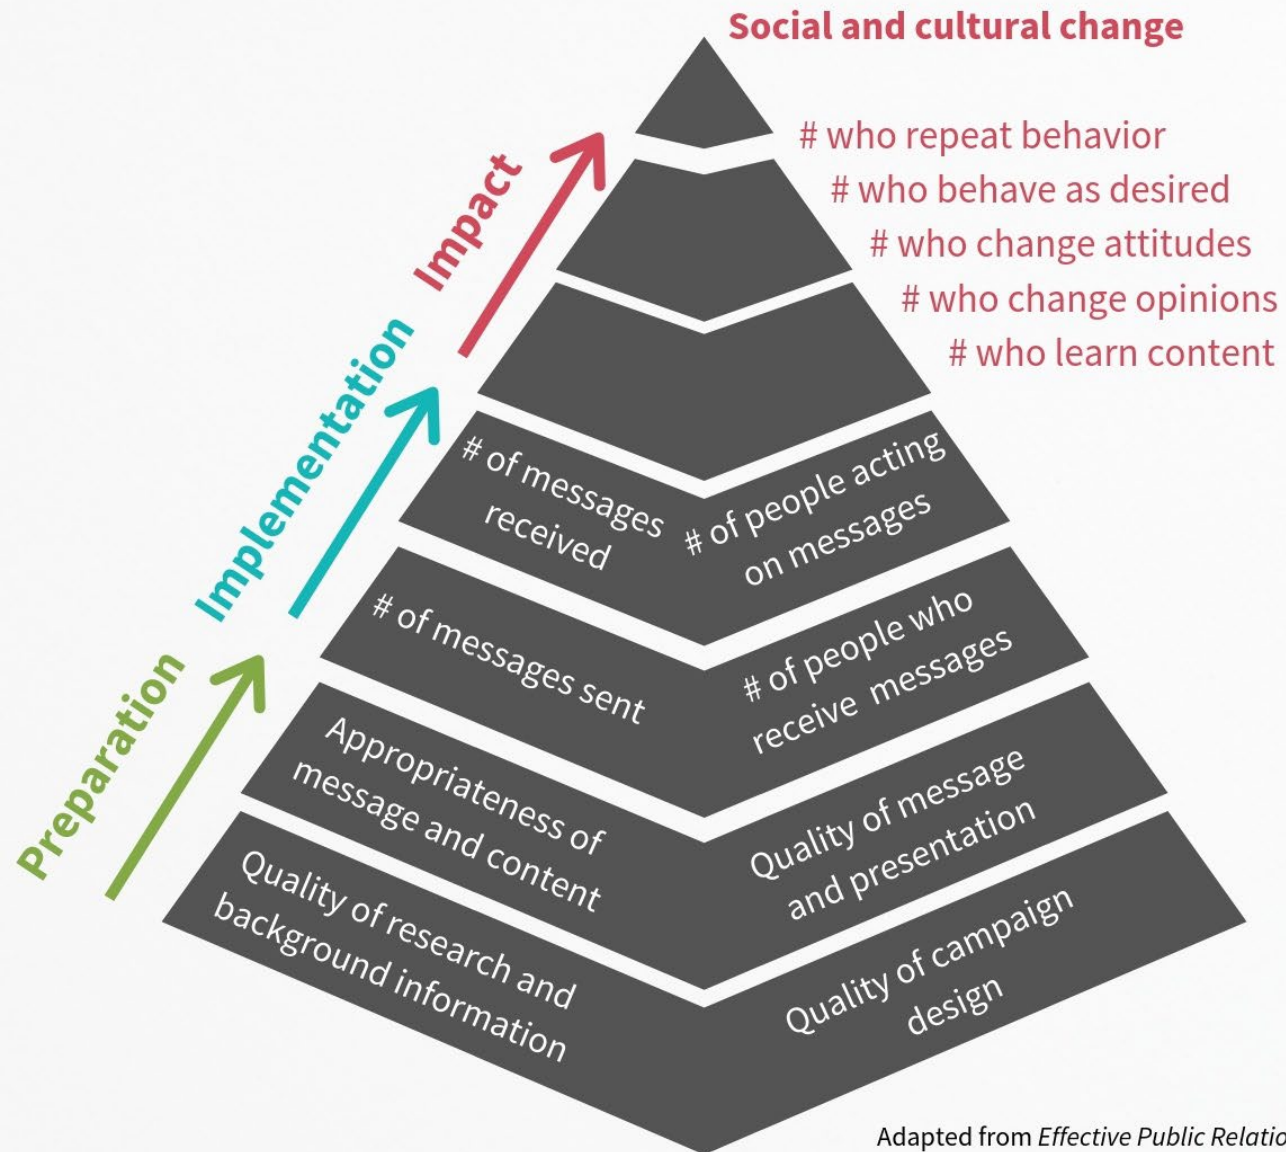 Social and cultural change
# who repeat behavior
# who behave as desired
# who change attitudes
# who change opinions
# who learn content
Impact
Implementation
Preparation
# of messages
received
# of people acting
on messages
# of messages sent
# of people who
receive messages
Appropriateness of
message and content
Quality of message
and presentation
Quality of research and
background information
Quality of campaign
design
Adapted from Effective Public Relatio